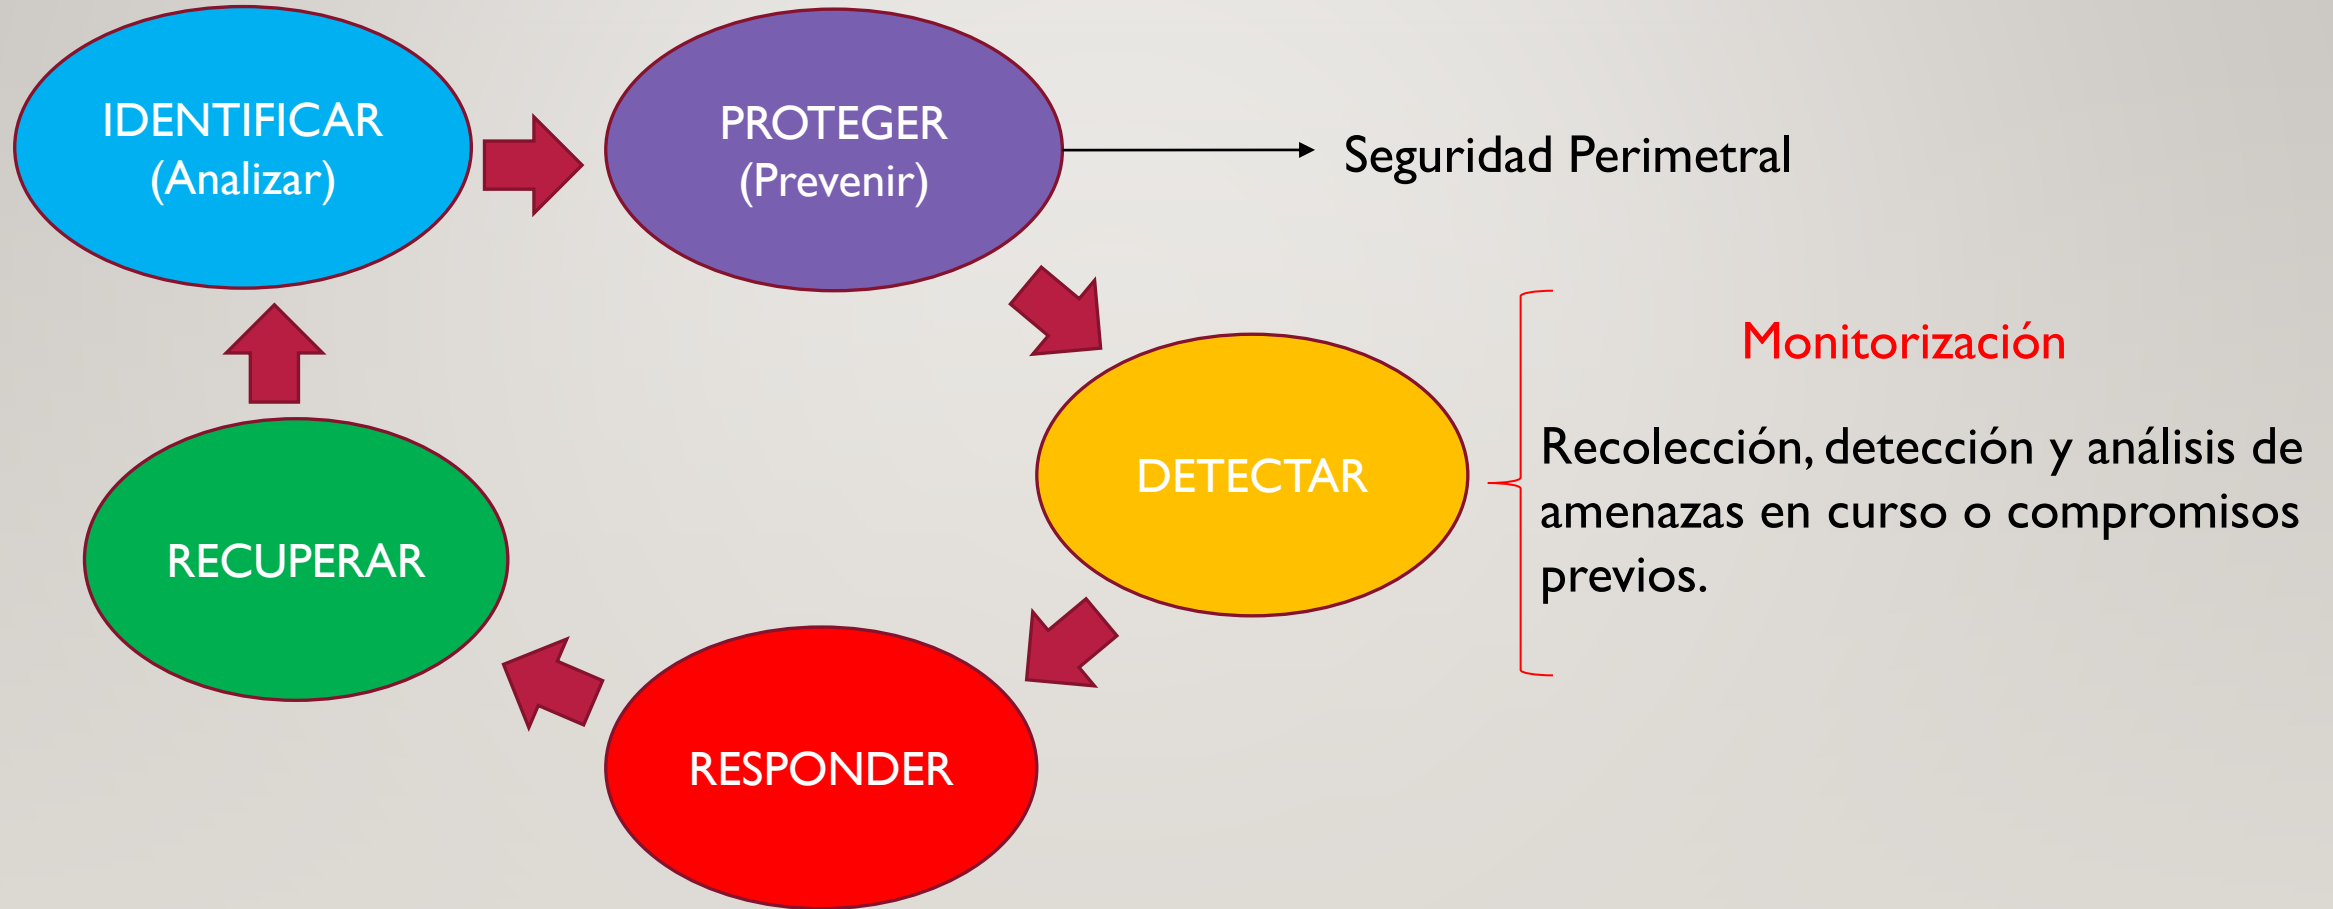 IDENTIFICAR
(Analizar)
PROTEGER
(Prevenir)
Seguridad Perimetral
Monitorización
DETECTAR
Recolección, detección y análisis de
amenazas en curso o compromisos
previos.
RECUPERAR
RESPONDER